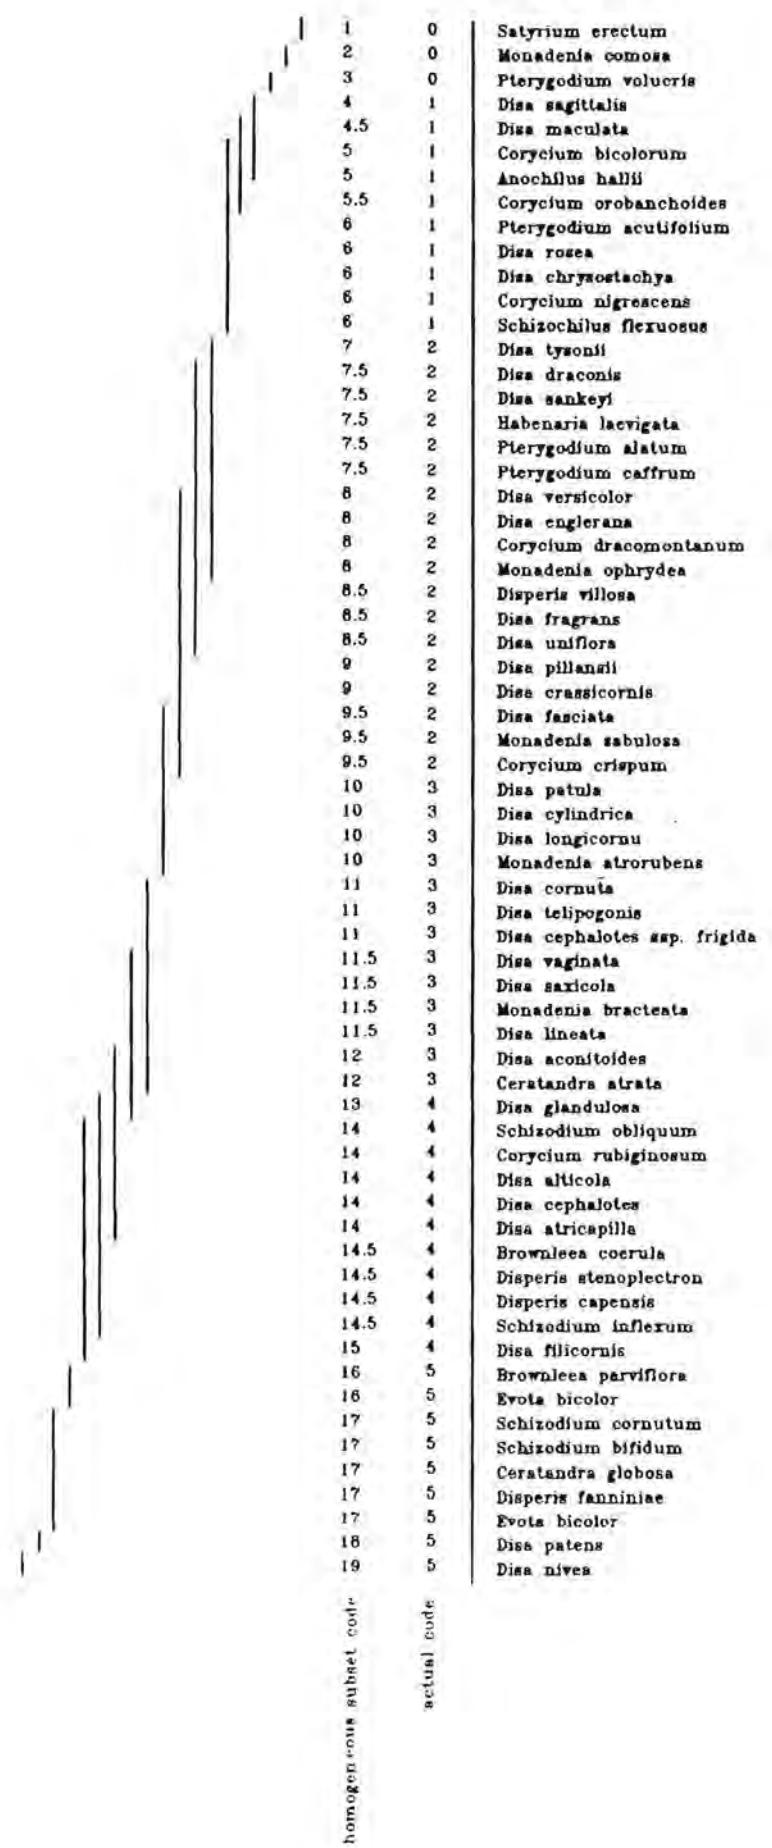 1 0 Satyrium erectum
2 0 Monadenia comosa
3 0 Pterygodium volucris
4 1 Disa sagittalis
4.5 1 Disa maculata
5 1 Corycium bicolorum
5 1 Anochilus hallii
5.5 1 Corycium orobanchoides
6 1 Pterygodium acutifolium
6 1 Disa rosea
6 1 Disa chrysostachya
6 1 Corycium nigrescens
6 1 Schizochilus flexuosus
7 2 Disa tysonii
7.5 2 Disa draconis
7.5 2 Disa sankeyi
7.5 2 Habenaria laevigata
7.5 2 Pterygodium alatum
7.5 2 Pterygodium caffrum
8 2 Disa versicolor
8 2 Disa englerana
8 2 Corycium dracomontanum
8 2 Monadenia ophrydea
8.5 2 Disperis villosa
8.5 2 Disa fragrans
8.5 2 Disa uniflora
9 2 Disa pillansii
9 2 Disa crassicornis
9.5 2 Disa fasciata
9.5 2 Monadenia sabulosa
9.5 2 Corycium crispum
10 3 Disa patula
10 3 Disa cylindrica
10 3 Disa longicornu
10 3 Monadenia atrorubens
11 3 Disa cornuta
11 3 Disa telipogonis
11 3 Disa cephalotes ssp. frigida
11.5 3 Disa vaginata
11.5 3 Disa saxicola
11.5 3 Monadenia bracteata
11.5 3 Disa lineata
12 3 Disa aconitoides
12 3 Ceratandra atrata
13 4 Disa glandulosa
14 4 Schizodium obliquum
14 4 Corycium rubiginosum
14 4 Disa alticola
14 4 Disa cephalotes
14 4 Disa atricapilla
14.5 4 Brownleea coerula
14.5 4 Disperis stenoplectron
14.5 4 Disperis capensis
14.5 4 Schizodium inflexum
15 4 Disa filicornis
16 5 Brownleea parviflora
16 5 Evota bicolor
17 5 Schizodium cornutum
17 5 Schizodium bifidum
17 5 Ceratandra globosa
17 5 Disperis fanniniae
17 5 Evota bicolor
18 5 Disa patens
19 5 Disa nivea
homogeneous subset code
actual code